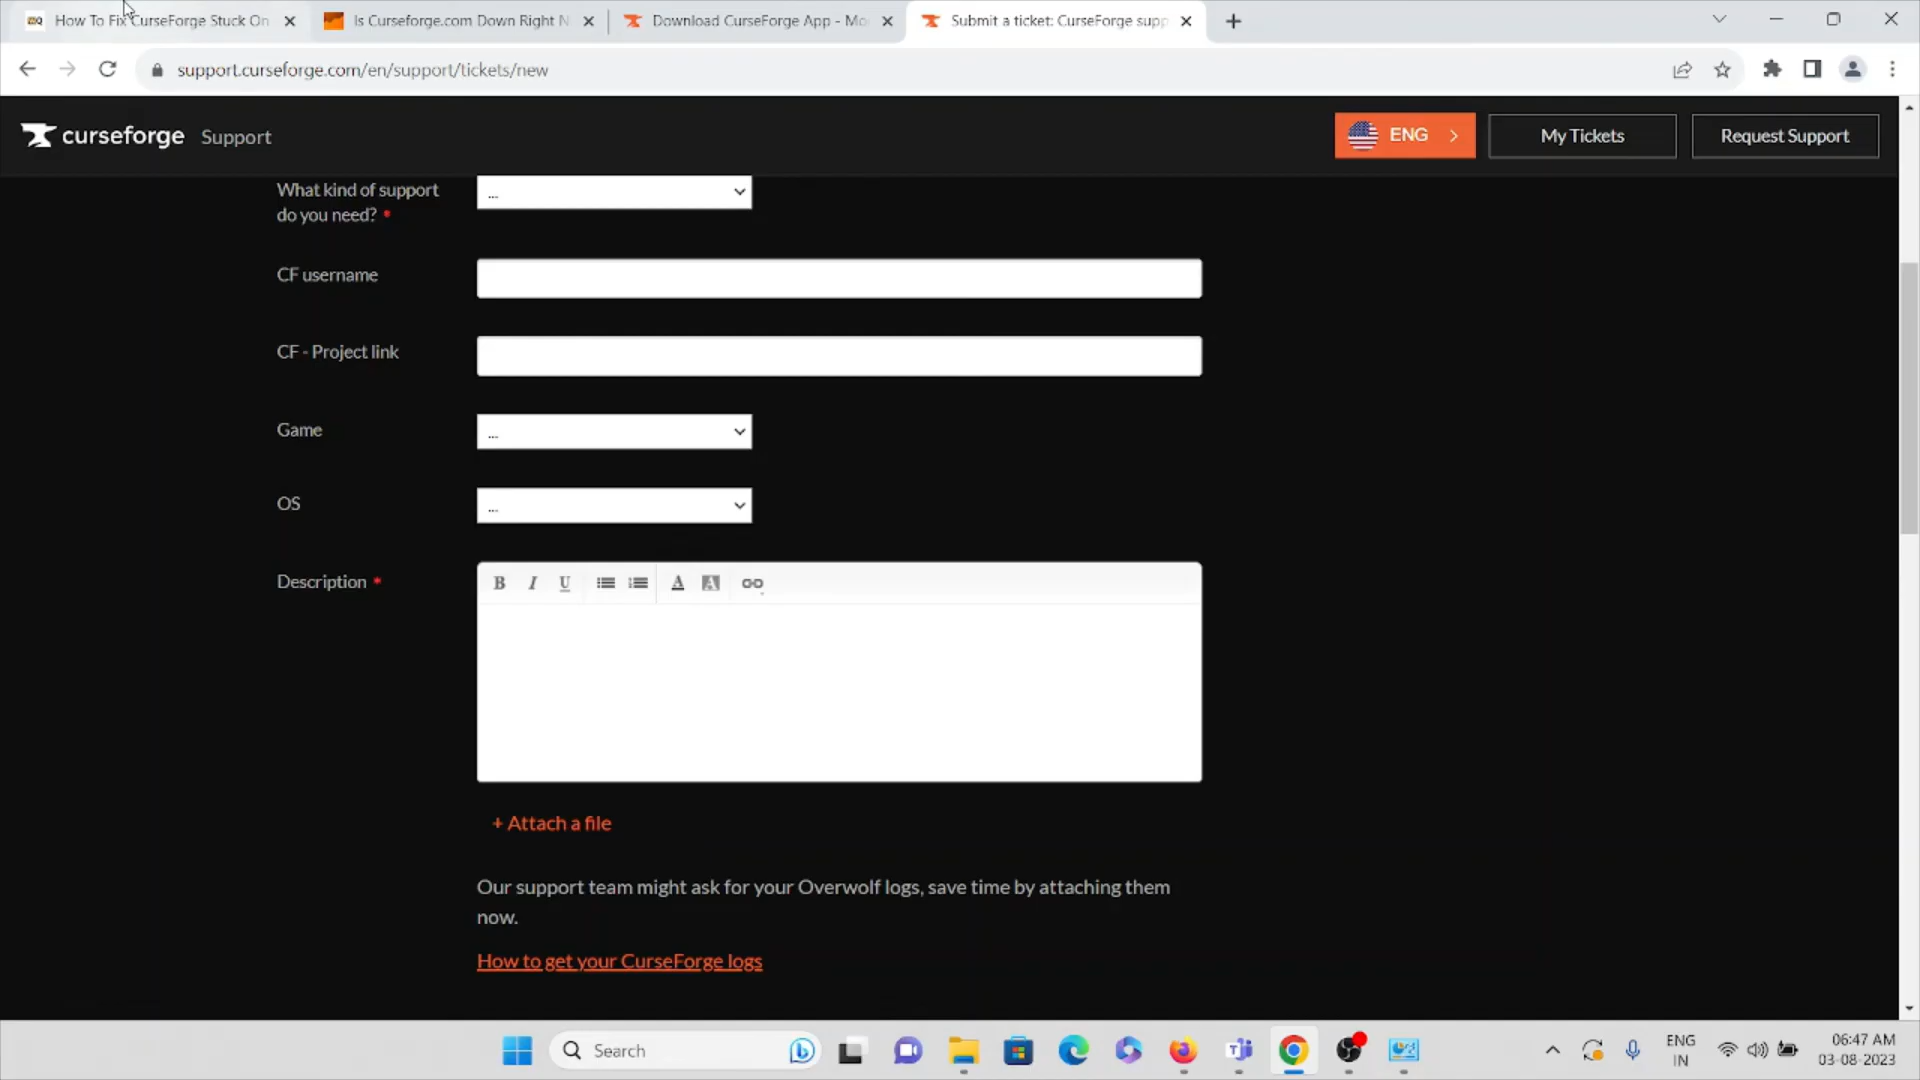 How To Fix CurseForge Stuck On
Is Curseforge.com Down Right N
Download CurseForge App - Mo
Submit a ticket: CurseForge supp
support.curseforge.com/en/support/tickets/new
curseforge Support
ENG
My Tickets
Request Support
What kind of support
do you need? *
...
CF username
CF - Project link
Game
...
OS
...
Description *
B I U A A
+ Attach a file
Our support team might ask for your Overwolf logs, save time by attaching them
now.
How to get your CurseForge logs
Search
ENG
IN
06:47 AM
03-08-2023